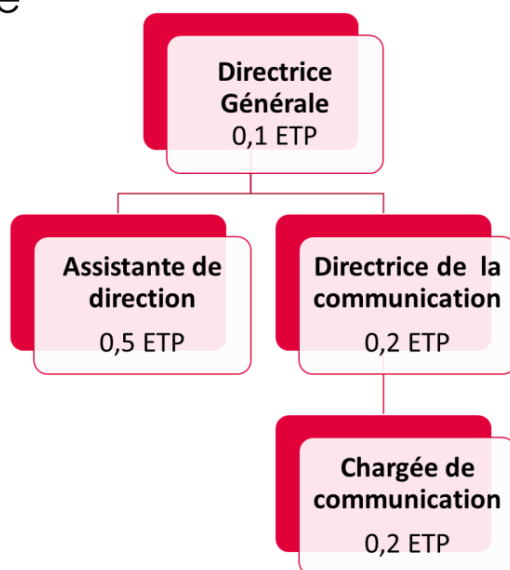 e
Directrice
Générale
0,1 ETP
Assistante de
direction
0,5 ETP
Directrice de la
communication
0,2 ETP
Chargée de
communication
0,2 ETP